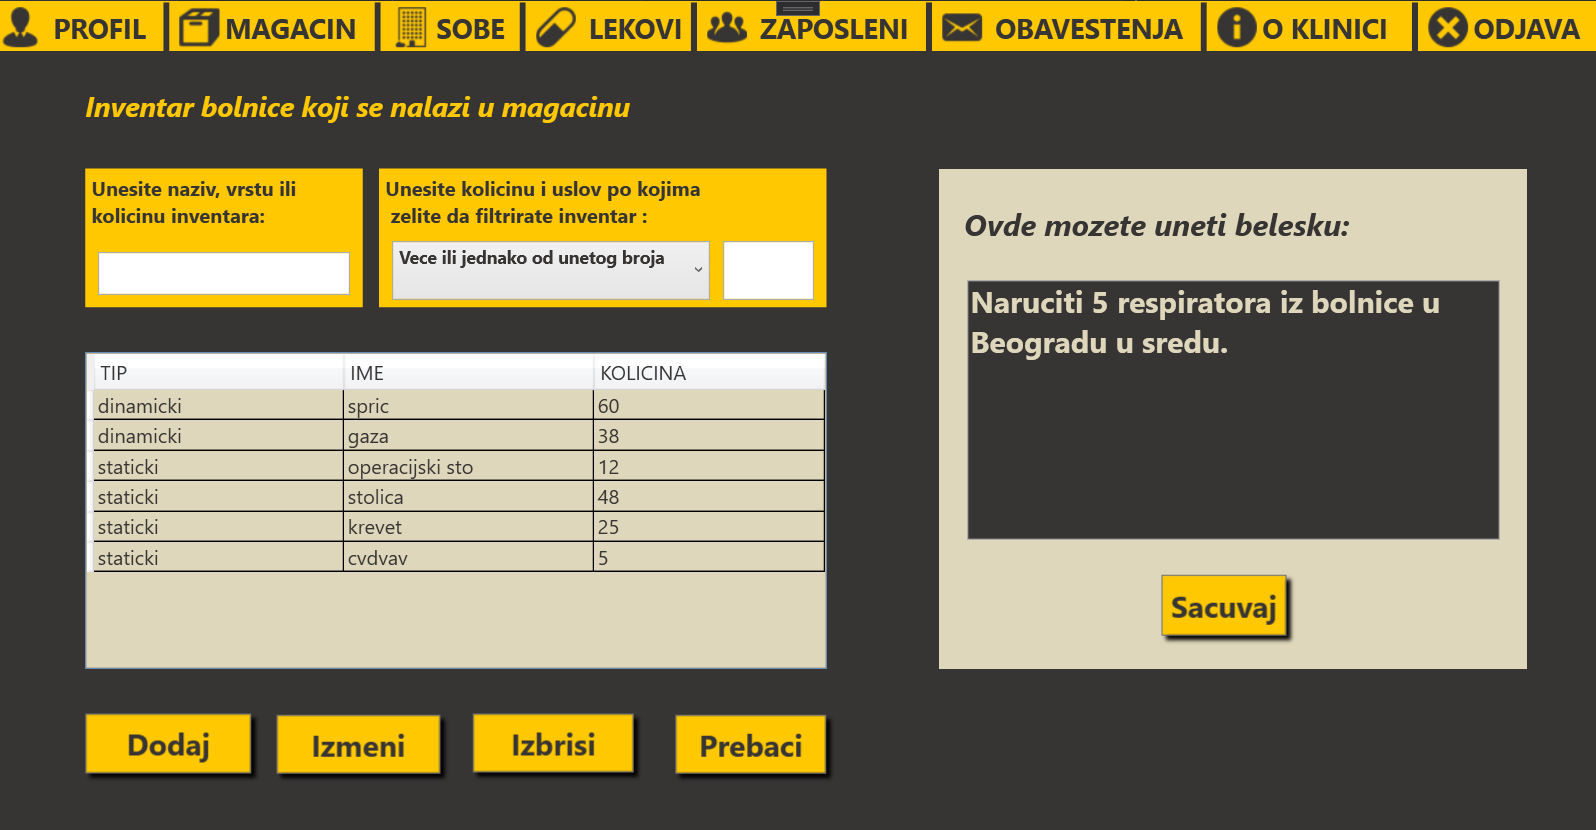 PROFIL MAGACIN SOBE LEKOVI ZAPOSLENI OBAVESTENJA O KLINICI ODJAVA
Inventar bolnice koji se nalazi u magacinu
Unesite naziv, vrstu ili
kolicinu inventara:
Unesite kolicinu i uslov po kojima
zelite da filtrirate inventar :
Vece ili jednako od unetog broja
TIP IME KOLICINA
dinamicki spric 60
dinamicki gaza 38
staticki operacijski sto 12
staticki stolica 48
staticki krevet 25
staticki cvdvav 5
Dodaj Izmeni Izbrisi Prebaci
Ovde mozete uneti belesku:
Naruciti 5 respiratora iz bolnice u
Beogradu u sredu.
Sacuvaj